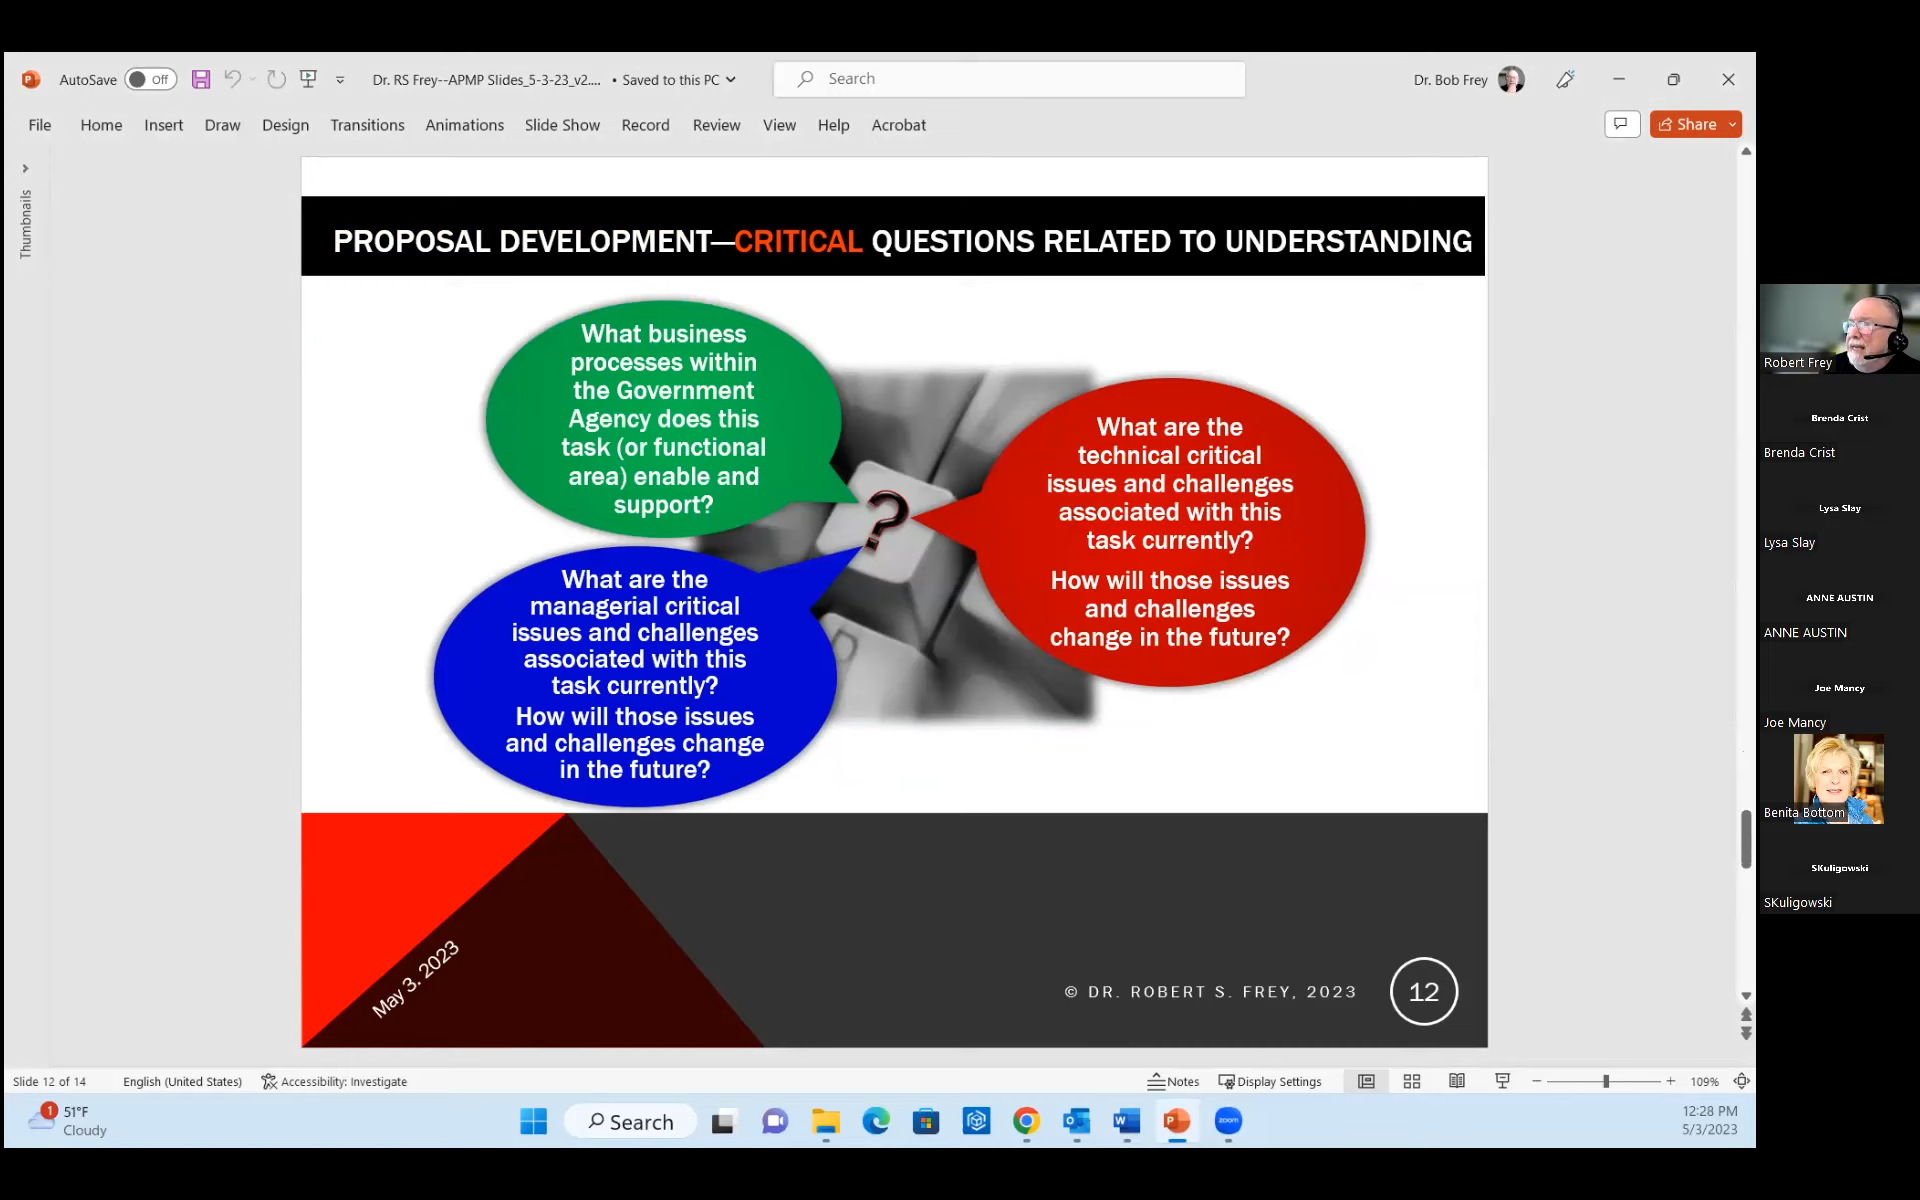 AutoSave Off Dr. RS Frey--APMP Slides_5-3-23_v2.... • Saved to this PC Search Dr. Bob Frey
File Home Insert Draw Design Transitions Animations Slide Show Record Review View Help Acrobat Share
Thumbnails
PROPOSAL DEVELOPMENT—CRITICAL QUESTIONS RELATED TO UNDERSTANDING
What business
processes within
the Government
Agency does this
task (or functional
area) enable and
support?
What are the
technical critical
issues and challenges
associated with this
task currently?
How will those issues
and challenges
change in the future?
?
What are the
managerial critical
issues and challenges
associated with this
task currently?
How will those issues
and challenges change
in the future?
May 3. 2023
© DR. ROBERT S. FREY, 2023
12
Robert Frey
Brenda Crist
Brenda Crist
Lysa Slay
Lysa Slay
ANNE AUSTIN
ANNE AUSTIN
Joe Mancy
Joe Mancy
Benita Bottom
SKuligowski
SKuligowski
Slide 12 of 14 English (United States) Accessibility: Investigate Notes Display Settings 109%
1 51°F
Cloudy
Search
zoom
12:28 PM
5/3/2023